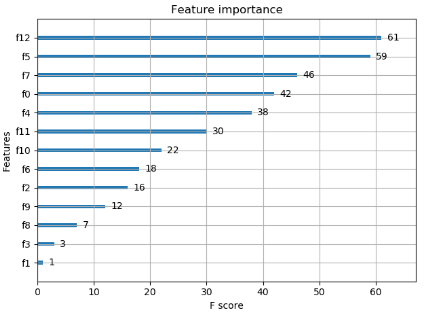 Feature importance
f12 61
f5 59
f7 46
f0 42
f4 38
f11 30
f10 22
f6 18
f2 16
f9 12
f8 7
f3 3
f1 1
Features
0 10 20 30 40 50 60
F score